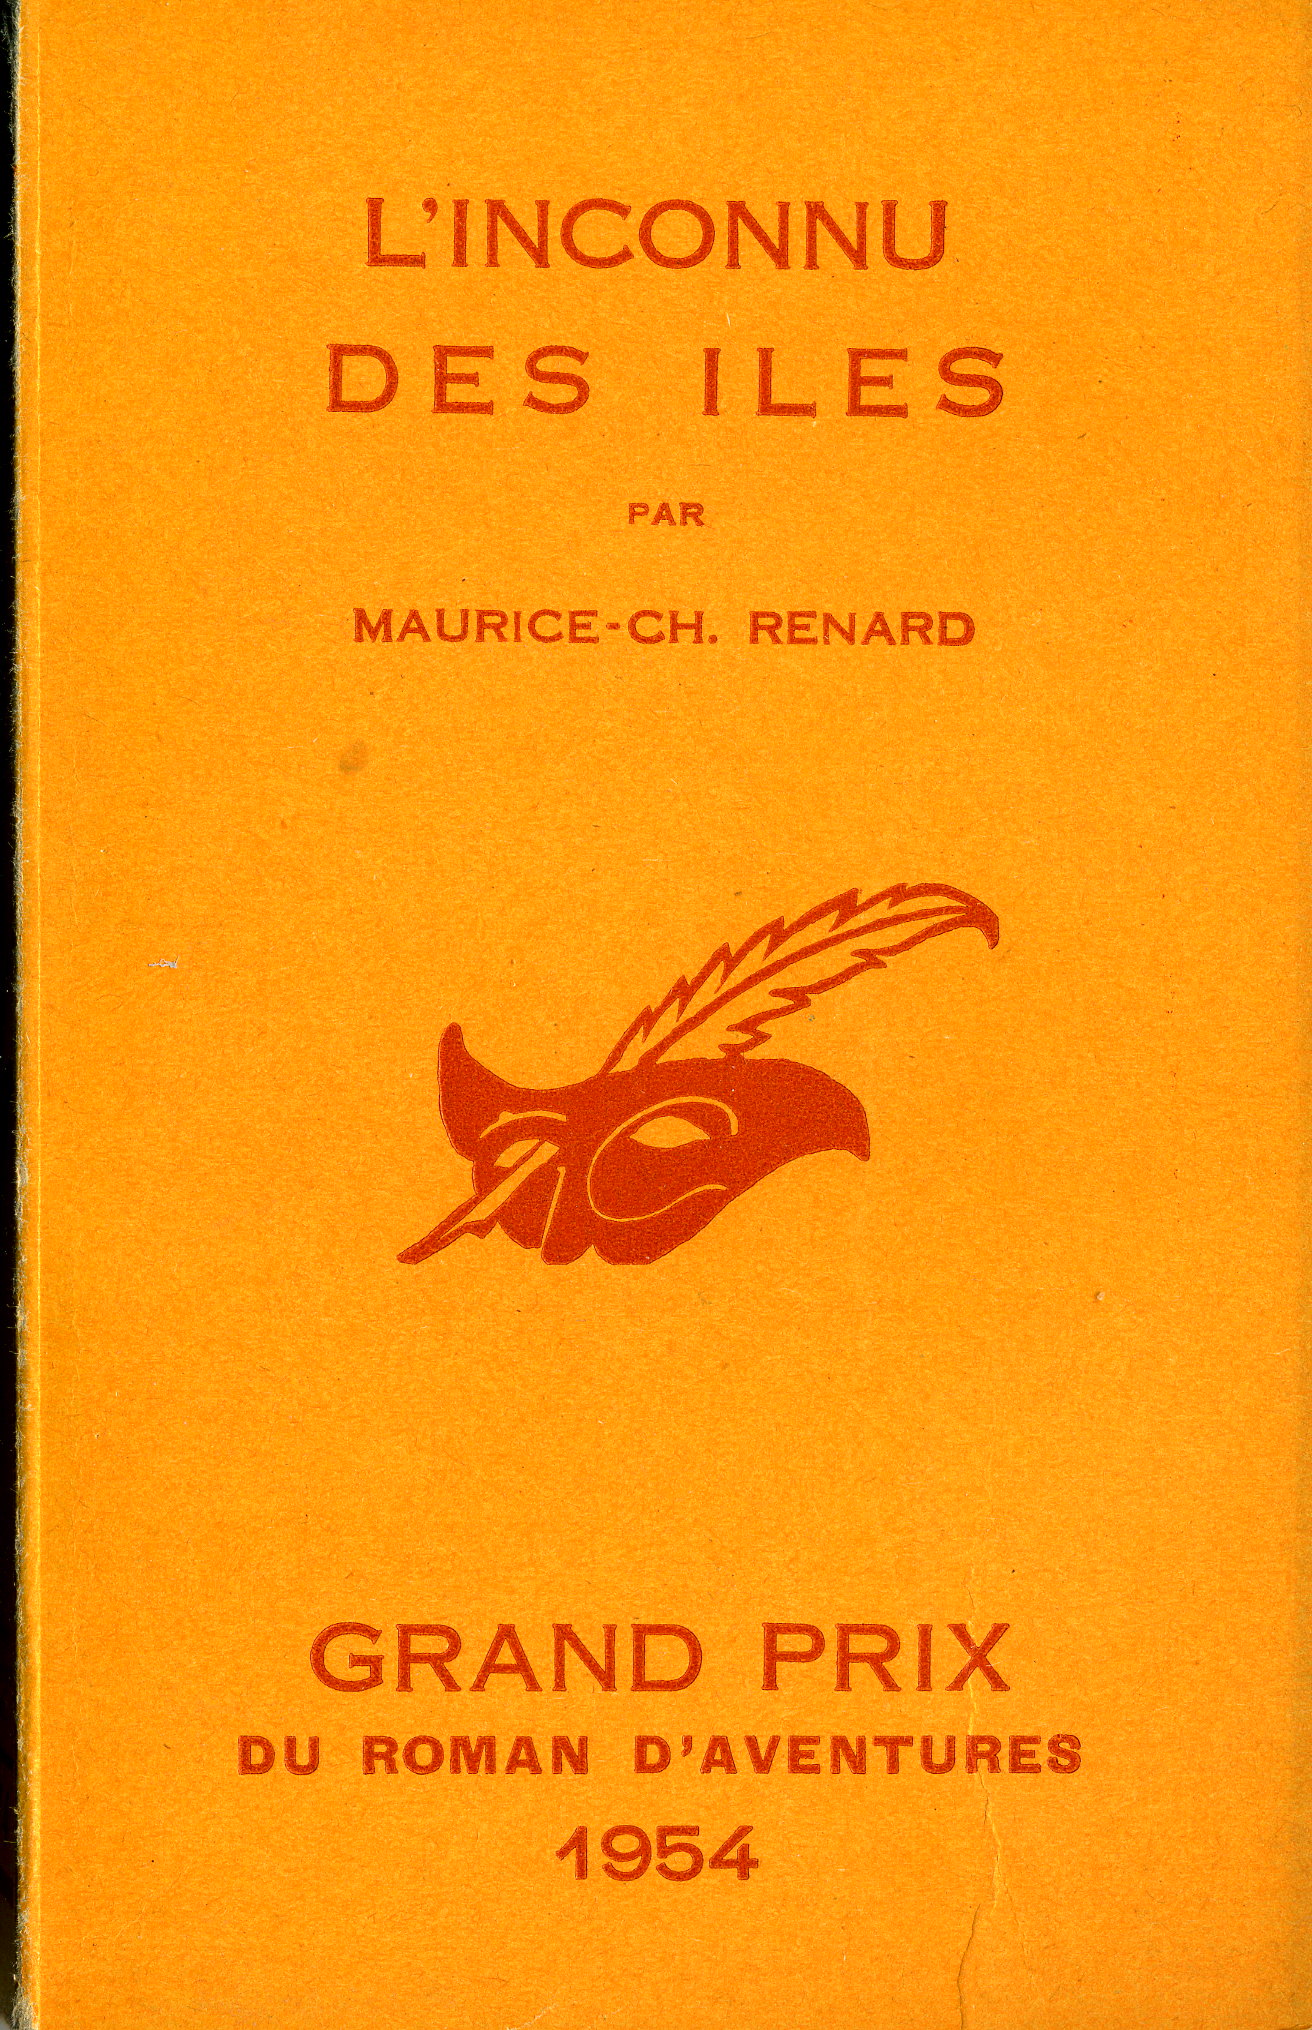 L'INCONNU
DES ILES
PAR
MAURICE-CH. RENARD
GRAND PRIX
DU ROMAN D'AVENTURES
1954